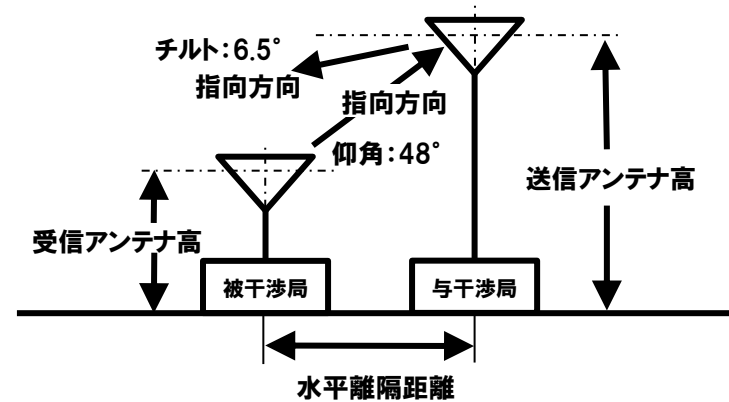 チルト：6.5°
指向方向
指向方向
仰角：48°
送信アンテナ高
受信アンテナ高
被干渉局
与干渉局
水平離隔距離